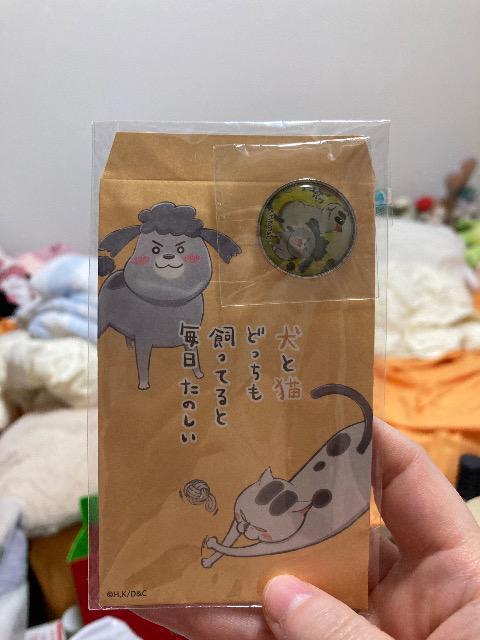 犬と猫
どっちも
飼ってると
毎日 たのしい
©H,K/D&C